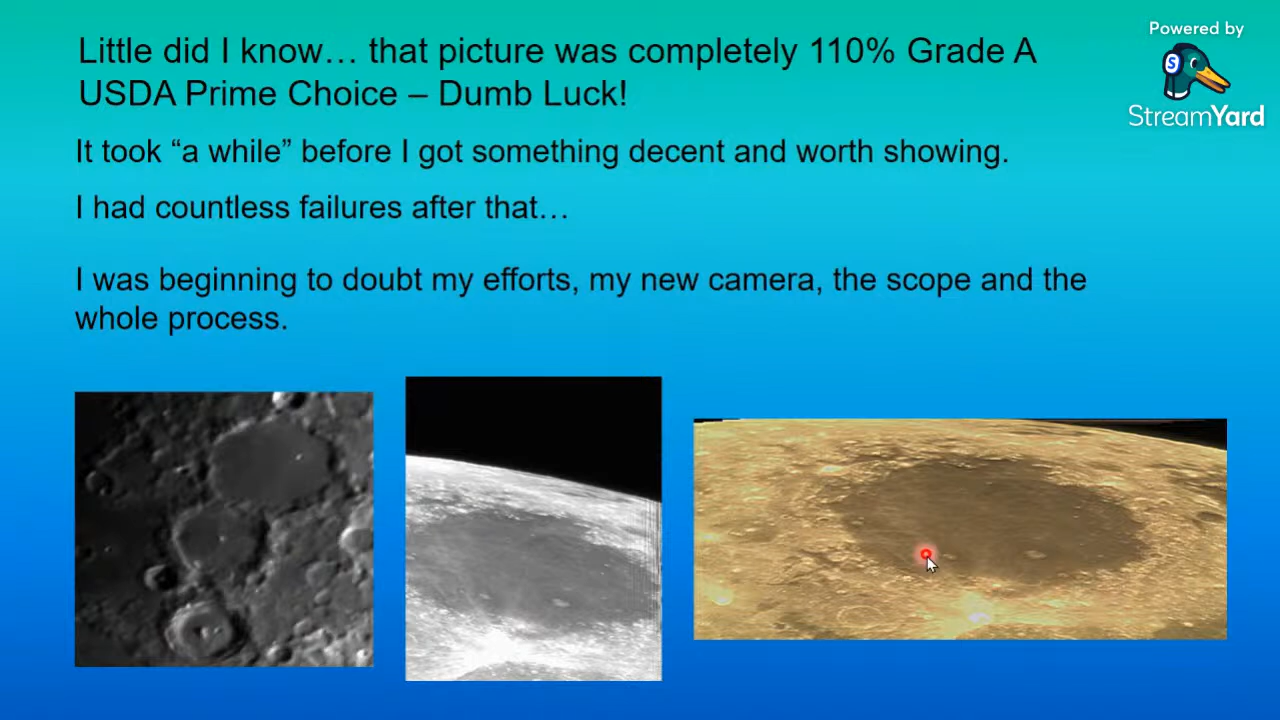 Little did I know… that picture was completely 110% Grade A
USDA Prime Choice – Dumb Luck!
It took “a while” before I got something decent and worth showing.
I had countless failures after that…
I was beginning to doubt my efforts, my new camera, the scope and the
whole process.
Powered by
S
StreamYard